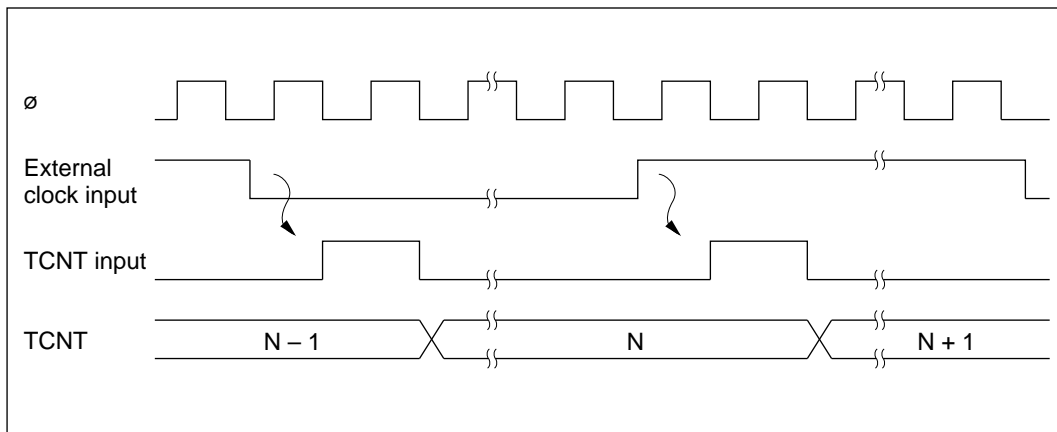 ø
External
clock input
TCNT input
TCNT
N – 1
N
N + 1